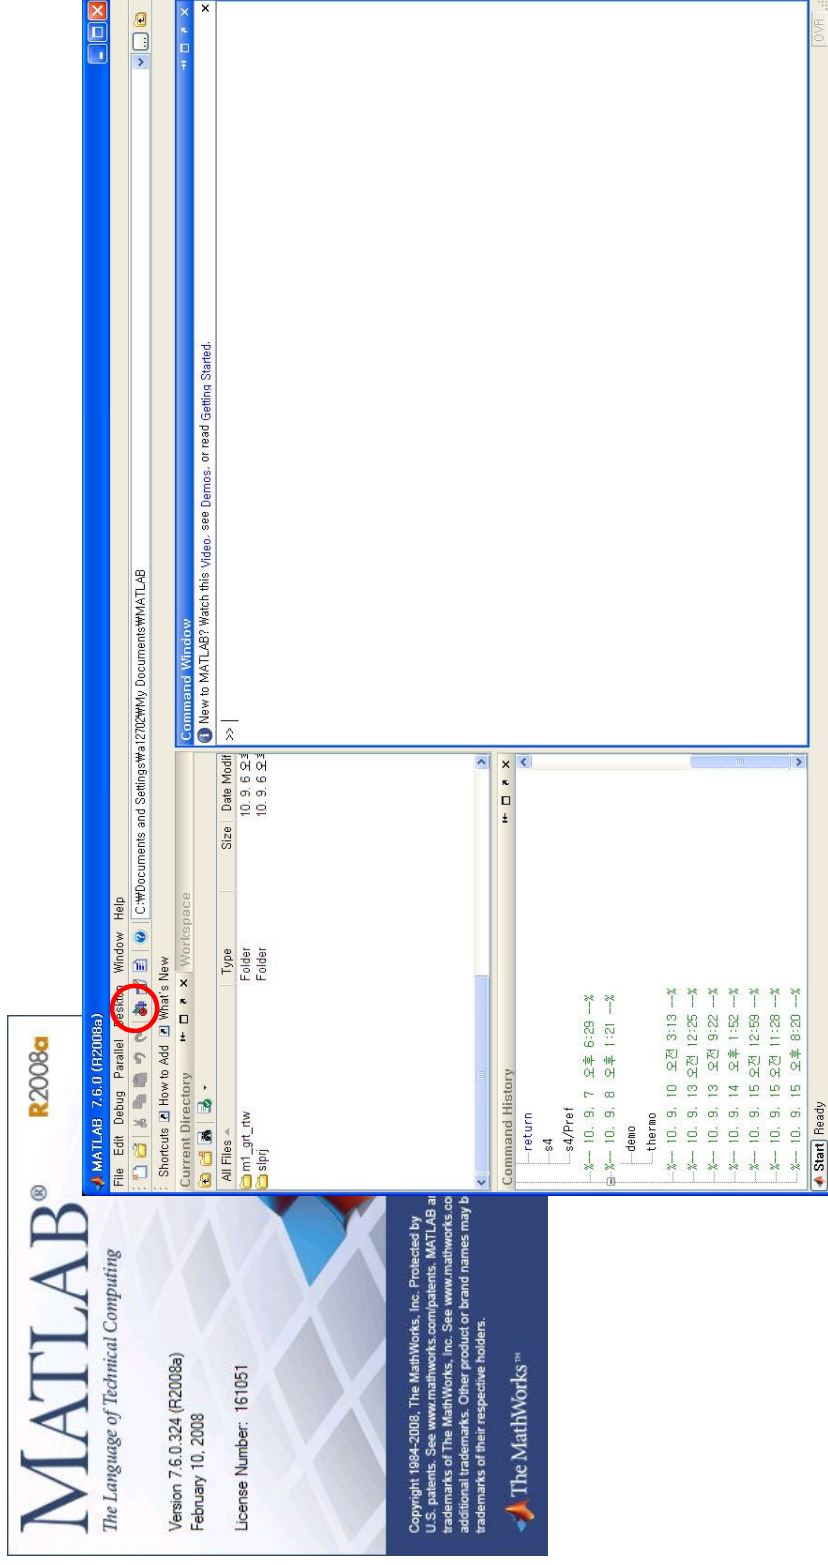 MATLAB®
R2008a
The Language of Technical Computing
Version 7.6.0.324 (R2008a)
February 10, 2008
License Number: 161051
Copyright 1984-2008, The MathWorks, Inc. Protected by
U.S. patents. See www.mathworks.com/patents. MATLAB a
trademarks of The MathWorks, Inc. See www.mathworks.co
additional trademarks. Other product or brand names may b
trademarks of their respective holders.
The MathWorks™
MATLAB 7.6.0 (R2008a)
File Edit Debug Parallel Desktop Window Help
C:₩Documents and Settings₩a12702₩My Documents₩MATLAB
Shortcuts How to Add What's New
Current Directory Workspace
All Files Type Size Date Modif
m1_grt_rtw Folder 10. 9. 6 오
slprj Folder 10. 9. 6 오
Command History
return
s4
s4/Pref
%-- 10. 9. 7 오후 6:29 --%
%-- 10. 9. 8 오후 1:21 --%
demo
thermo
%-- 10. 9. 10 오전 3:13 --%
%-- 10. 9. 13 오전 12:25 --%
%-- 10. 9. 13 오전 9:22 --%
%-- 10. 9. 14 오후 1:52 --%
%-- 10. 9. 15 오전 12:59 --%
%-- 10. 9. 15 오전 11:28 --%
%-- 10. 9. 15 오후 8:20 --%
Command Window
New to MATLAB? Watch this Video, see Demos, or read Getting Started.
>>
Start Ready
OVR